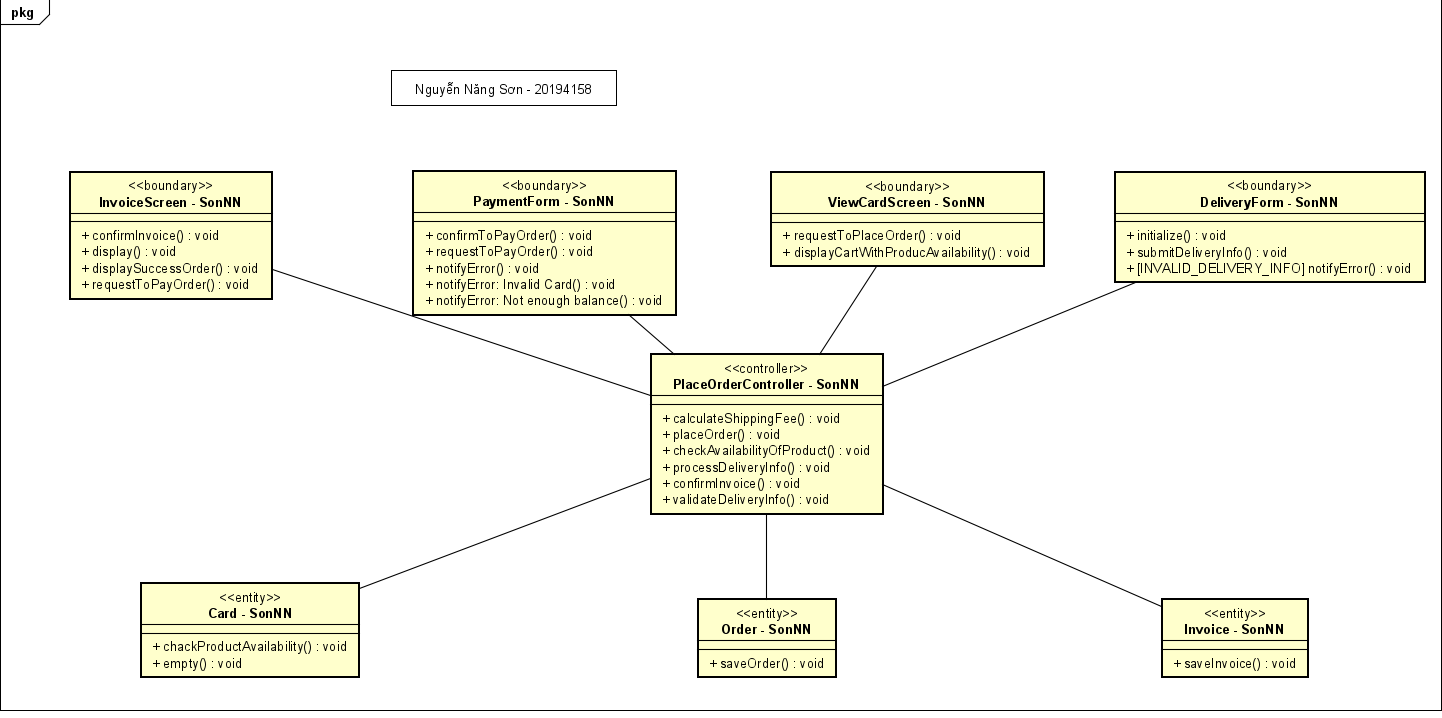 pkg
Nguyễn Năng Sơn - 20194158
<<boundary>>
InvoiceScreen - SonNN
+ confirmInvoice() : void
+ display() : void
+ displaySuccessOrder() : void
+ requestToPayOrder() : void
<<boundary>>
PaymentForm - SonNN
+ confirmToPayOrder() : void
+ requestToPayOrder() : void
+ notifyError() : void
+ notifyError: Invalid Card() : void
+ notifyError: Not enough balance() : void
<<boundary>>
ViewCardScreen - SonNN
+ requestToPlaceOrder() : void
+ displayCartWithProducAvailability() : void
<<boundary>>
DeliveryForm - SonNN
+ initialize() : void
+ submitDeliveryInfo() : void
+ [INVALID_DELIVERY_INFO] notifyError() : void
<<controller>>
PlaceOrderController - SonNN
+ calculateShippingFee() : void
+ placeOrder() : void
+ checkAvailabilityOfProduct() : void
+ processDeliveryInfo() : void
+ confirmInvoice() : void
+ validateDeliveryInfo() : void
<<entity>>
Card - SonNN
+ chackProductAvailability() : void
+ empty() : void
<<entity>>
Order - SonNN
+ saveOrder() : void
<<entity>>
Invoice - SonNN
+ saveInvoice() : void